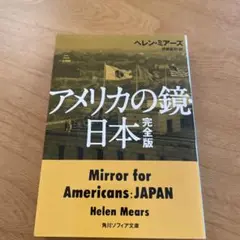 ヘレン・ミアーズ
アメリカの鏡
日本 完全版
Mirror for
Americans:JAPAN
Helen Mears
角川ソフィア文庫